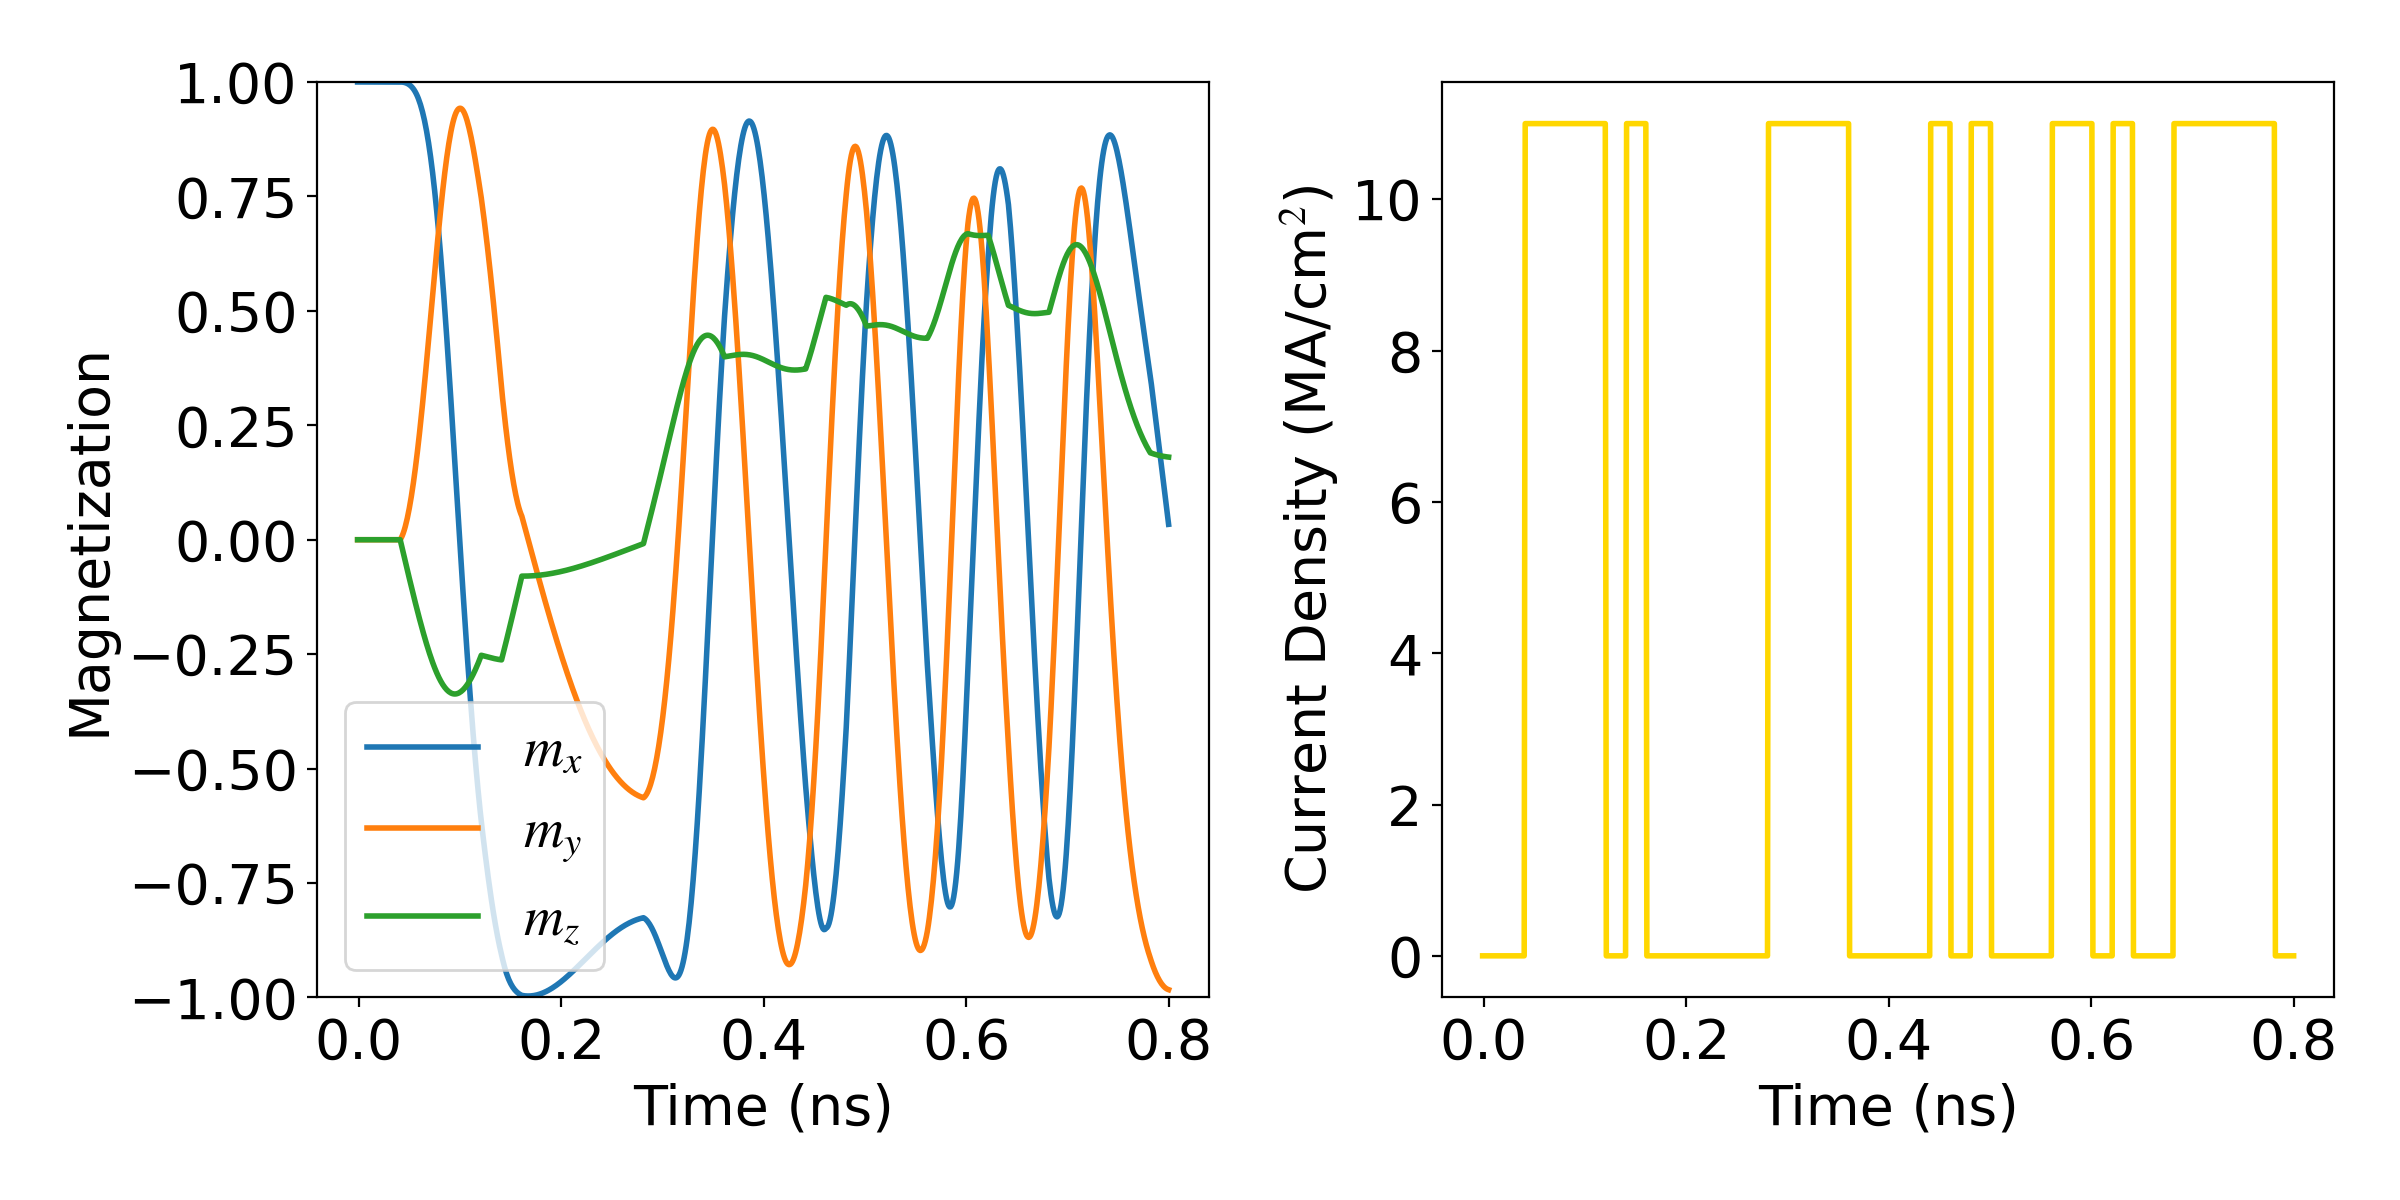 Magnetization
1.00
0.75
0.50
0.25
0.00
−0.25
−0.50
−0.75
−1.00
0.0 0.2 0.4 0.6 0.8
Time (ns)
m_x
m_y
m_z
Current Density (MA/cm²)
10
8
6
4
2
0
0.0 0.2 0.4 0.6 0.8
Time (ns)